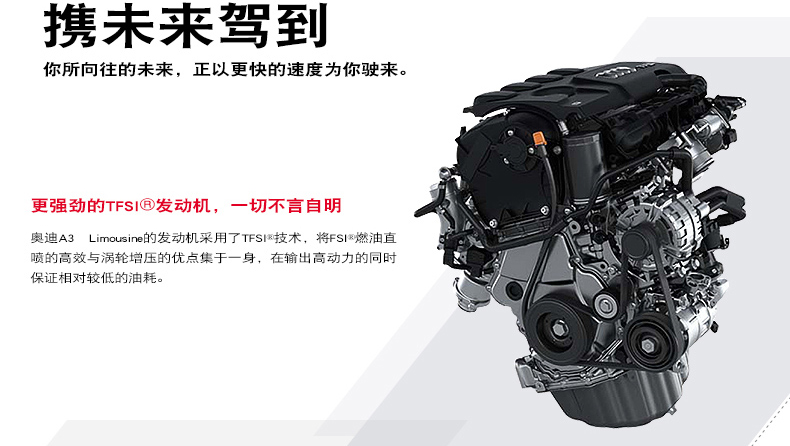 携未来驾到
你所向往的未来，正以更快的速度为你驶来。
更强劲的TFSI®发动机，一切不言自明
奥迪A3 Limousine的发动机采用了TFSI®技术，将FSI®燃油直
喷的高效与涡轮增压的优点集于一身，在输出高动力的同时
保证相对较低的油耗。